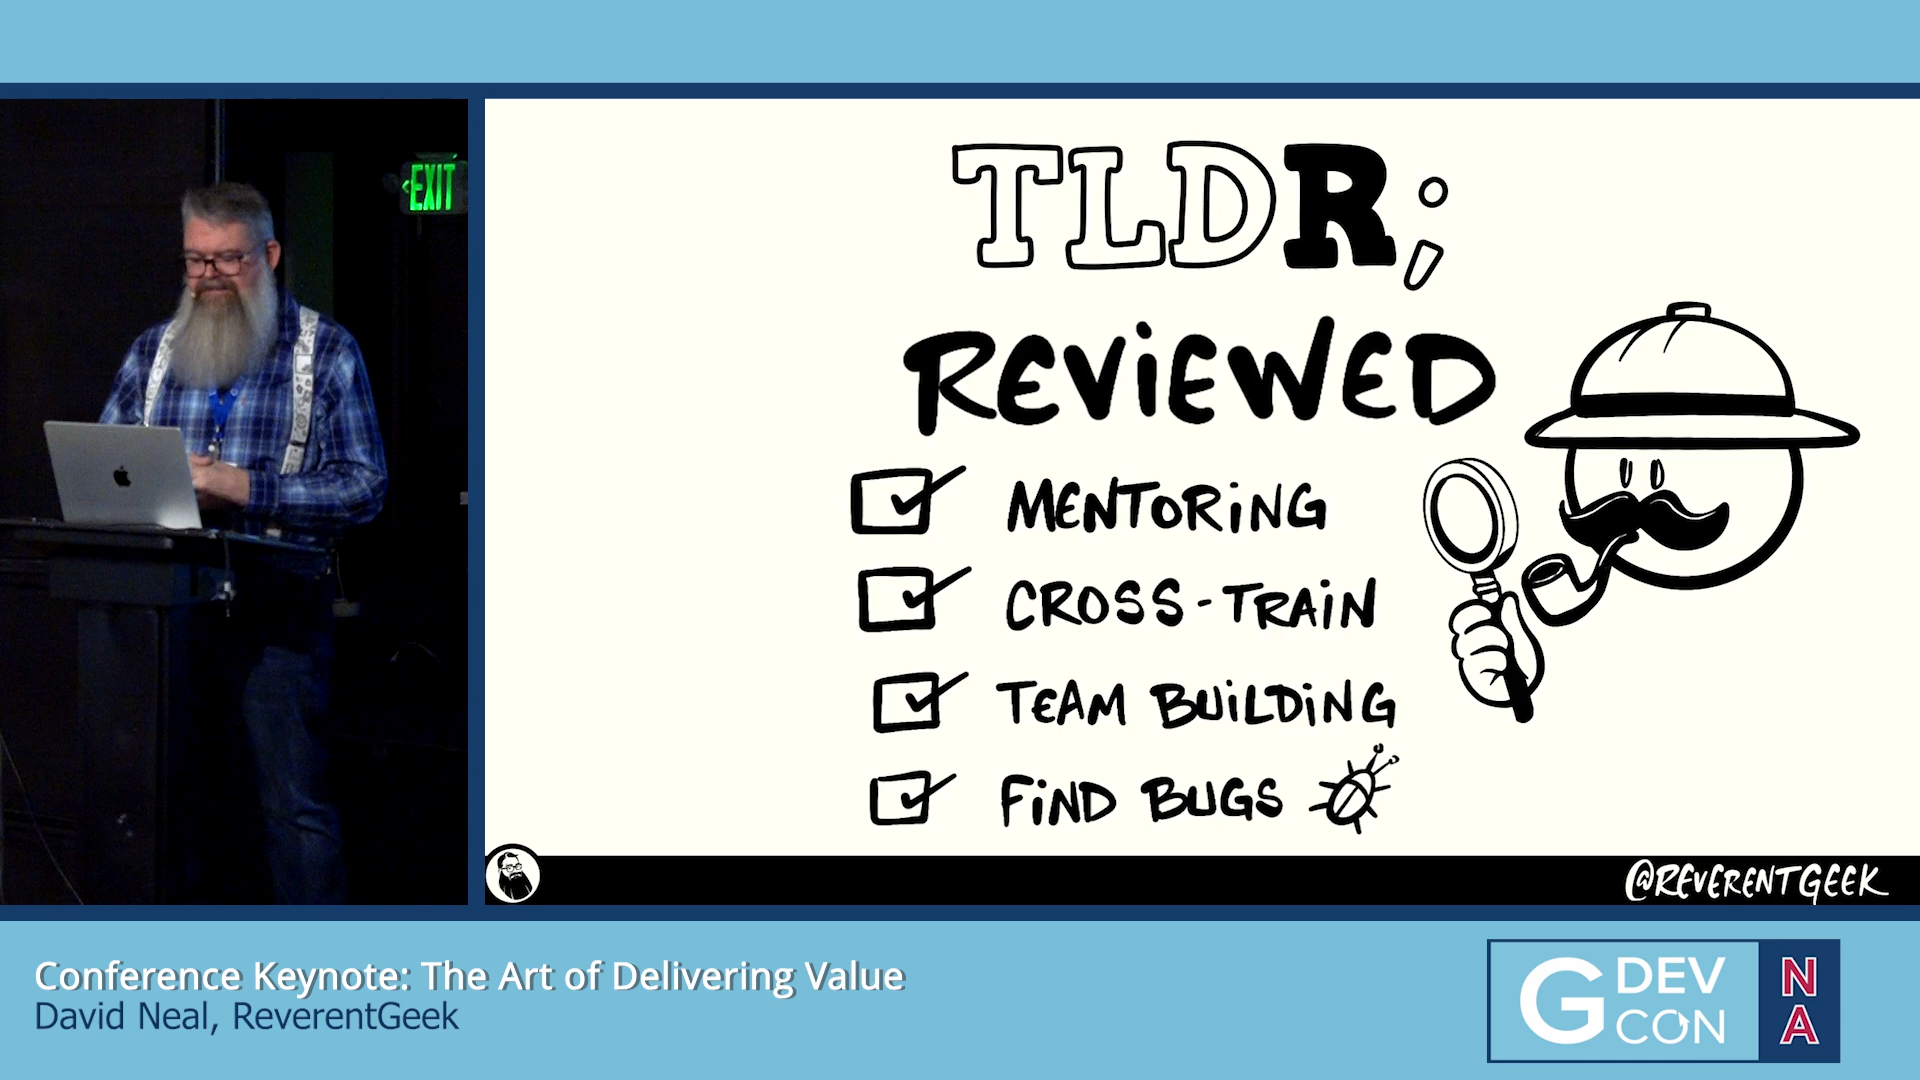 EXIT
TLDR;
REViEWED
MENTORiNG
CROSS-TRAiN
TEAM BUiLDiNG
FiND BUGS
@REVERENTGEEK
Conference Keynote: The Art of Delivering Value
David Neal, ReverentGeek
G DEV CON
NA